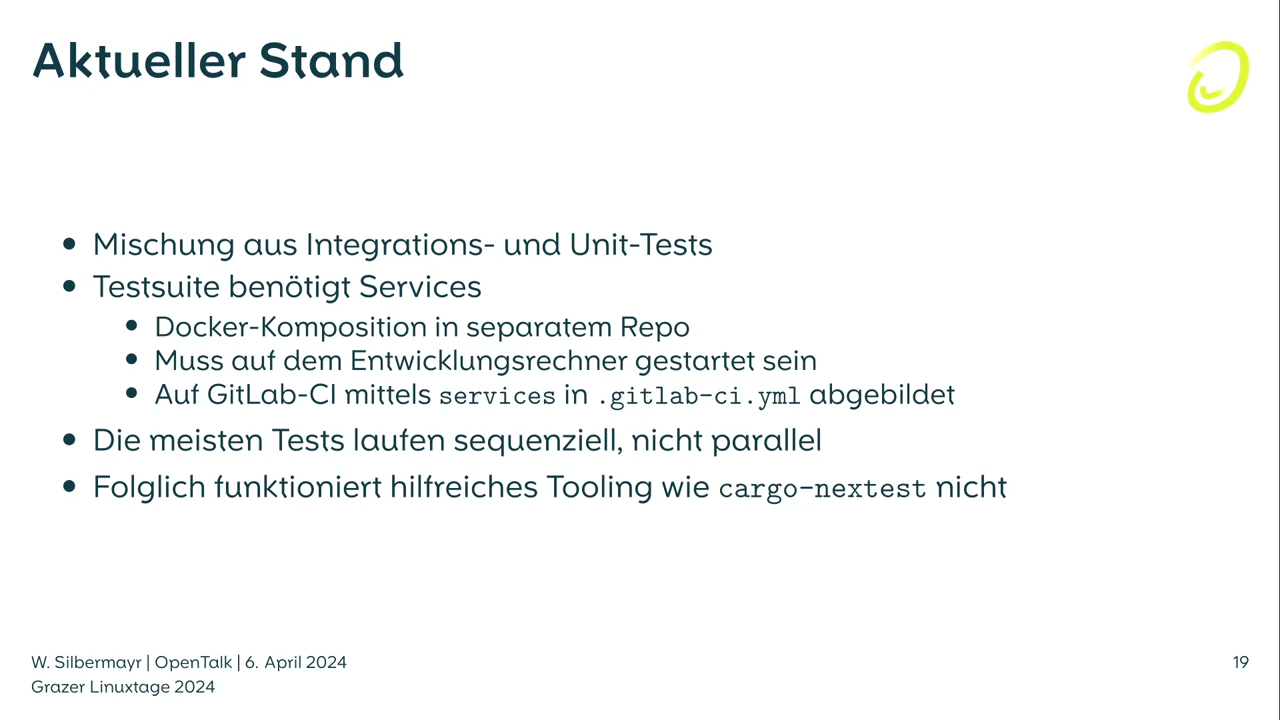 Aktueller Stand
• Mischung aus Integrations- und Unit-Tests
• Testsuite benötigt Services
• Docker-Komposition in separatem Repo
• Muss auf dem Entwicklungsrechner gestartet sein
• Auf GitLab-CI mittels services in .gitlab-ci.yml abgebildet
• Die meisten Tests laufen sequenziell, nicht parallel
• Folglich funktioniert hilfreiches Tooling wie cargo-nextest nicht
W. Silbermayr | OpenTalk | 6. April 2024
19
Grazer Linuxtage 2024